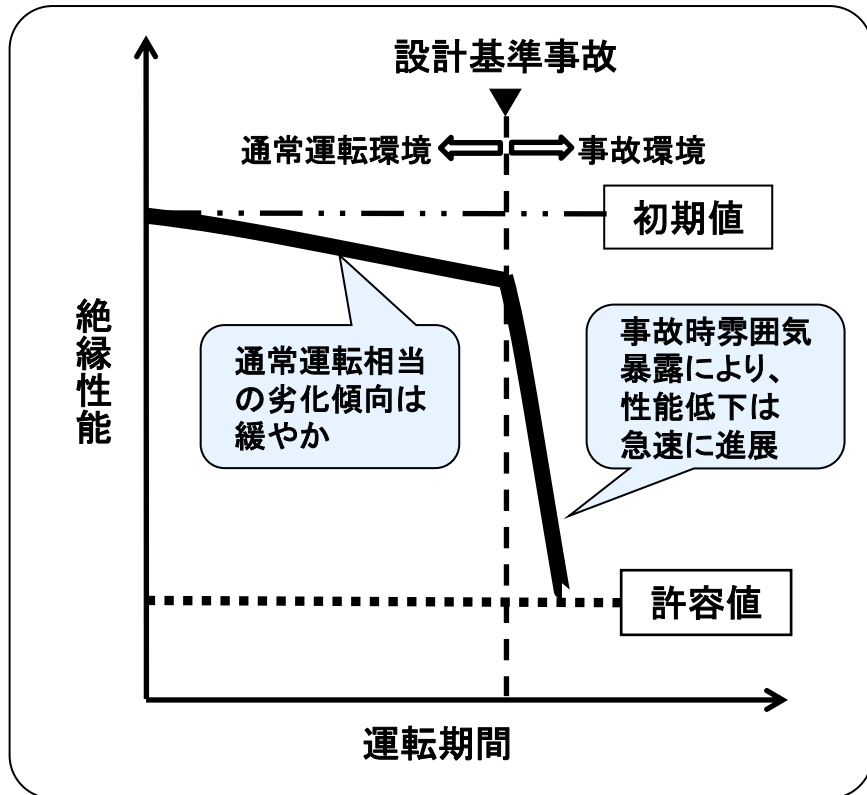 設計基準事故
通常運転環境
事故環境
初期値
絶縁性能
通常運転相当
の劣化傾向は
緩やか
事故時雰囲気
暴露により、
性能低下は
急速に進展
許容値
運転期間